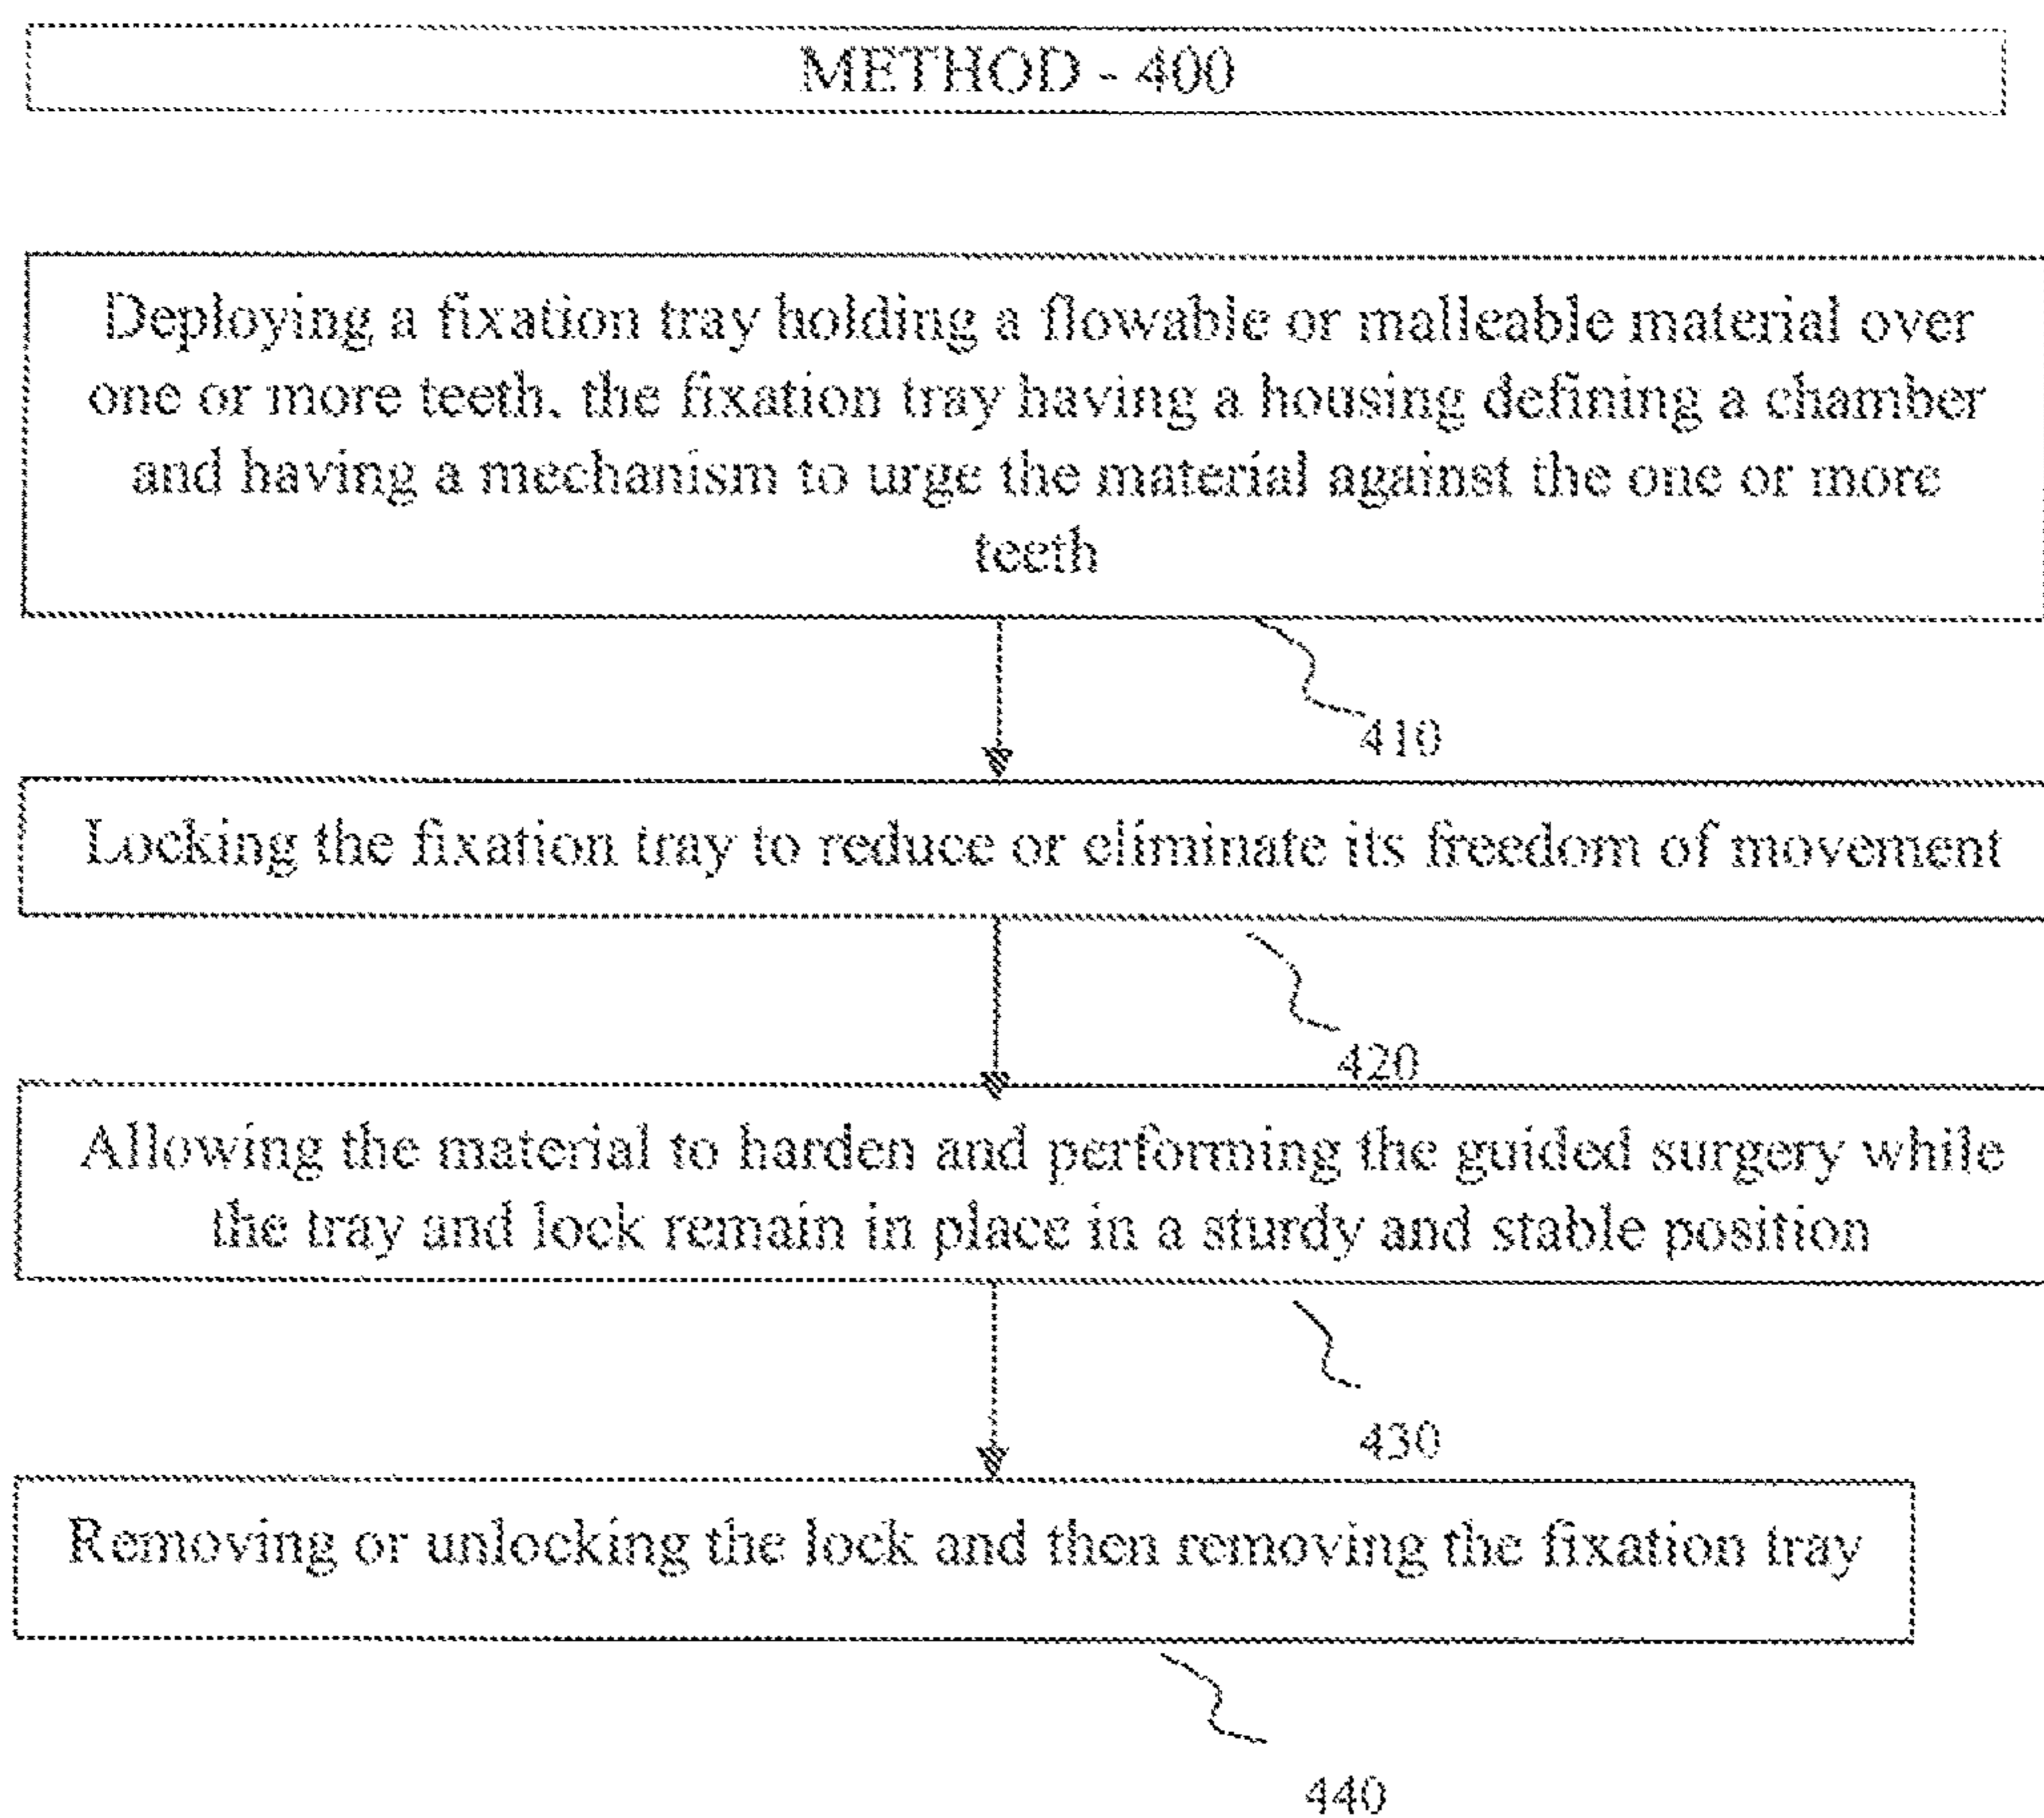 METHOD - 400
Deploying a fixation tray holding a flowable or malleable material over
one or more teeth, the fixation tray having a housing defining a chamber
and having a mechanism to urge the material against the one or more
teeth
410
Locking the fixation tray to reduce or eliminate its freedom of movement
420
Allowing the material to harden and performing the guided surgery while
the tray and lock remain in place in a sturdy and stable position
430
Removing or unlocking the lock and then removing the fixation tray
440